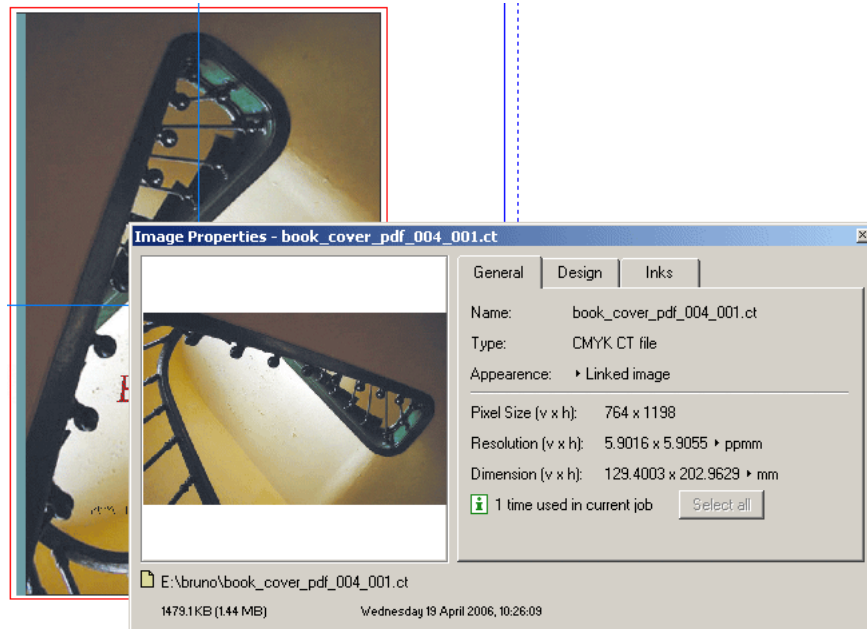 Image Properties - book_cover_pdf_004_001.ct
General Design Inks
Name: book_cover_pdf_004_001.ct
Type: CMYK CT file
Appearence: Linked image
Pixel Size (v x h): 764 x 1198
Resolution (v x h): 5.9016 x 5.9055 ppmm
Dimension (v x h): 129.4003 x 202.9629 mm
1 time used in current job Select all
E:\bruno\book_cover_pdf_004_001.ct
1479.1KB (1.44 MB) Wednesday 19 April 2006, 10:26:09